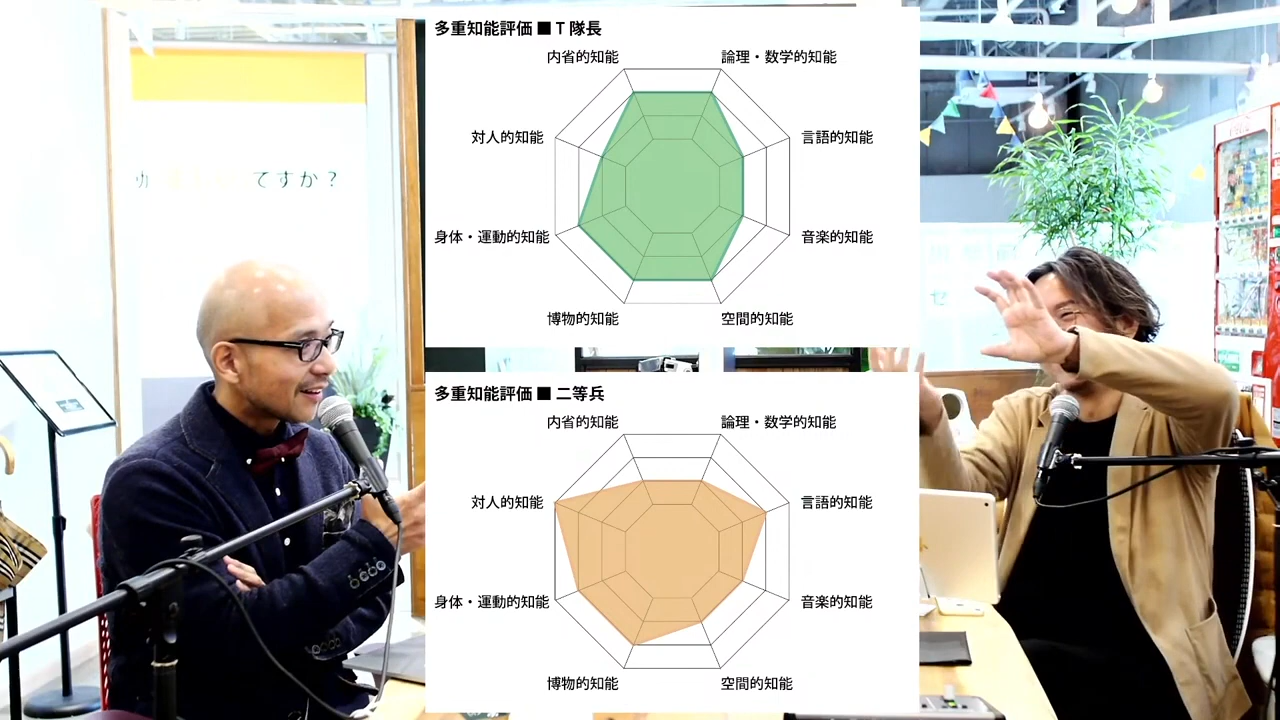 多重知能評価 ■ T 隊長
内省的知能
論理・数学的知能
対人的知能
言語的知能
身体・運動的知能
音楽的知能
博物的知能
空間的知能
ですか？
多重知能評価 ■ 二等兵
内省的知能
論理・数学的知能
対人的知能
言語的知能
身体・運動的知能
音楽的知能
博物的知能
空間的知能